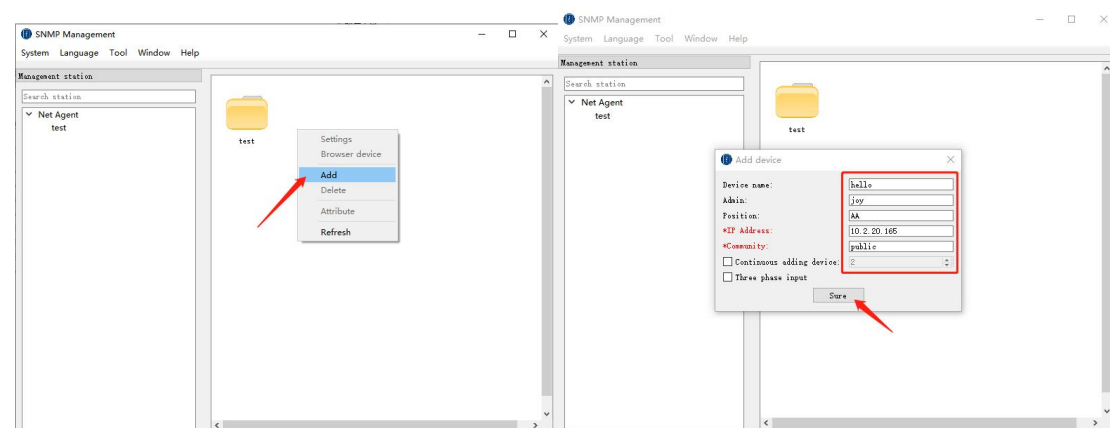 SNMP Management
System Language Tool Window Help
Management station
Search station
Net Agent
test
test
Settings
Browser device
Add
Delete
Attribute
Refresh
SNMP Management
System Language Tool Window Help
Management station
Search station
Net Agent
test
test
Add device
Device name: hello
Admin: joy
Position: AA
*IP Address: 10.2.20.165
*Community: public
Continuous adding device: 2
Three phase input
Sure